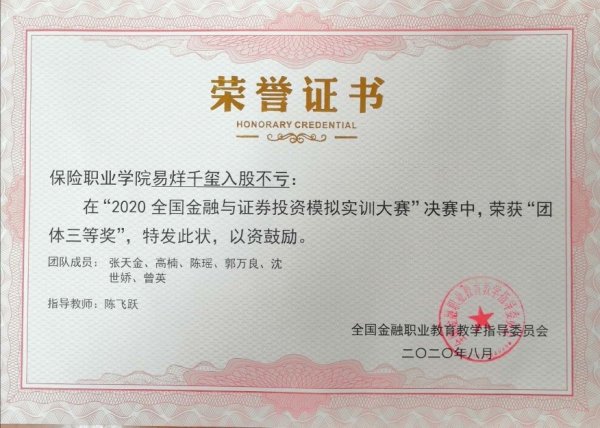 荣誉证书
HONORARY CREDENTIAL
保险职业学院易烊千玺入股不亏：
在“2020 全国金融与证券投资模拟实训大赛”决赛中，荣获“团
体三等奖”，特发此状，以资鼓励。
团队成员： 张天金、高楠、陈瑶、郭万良、沈
世娇、曾英
指导教师：陈飞跃
全国金融职业教育教学指导委员会
二〇二〇年八月